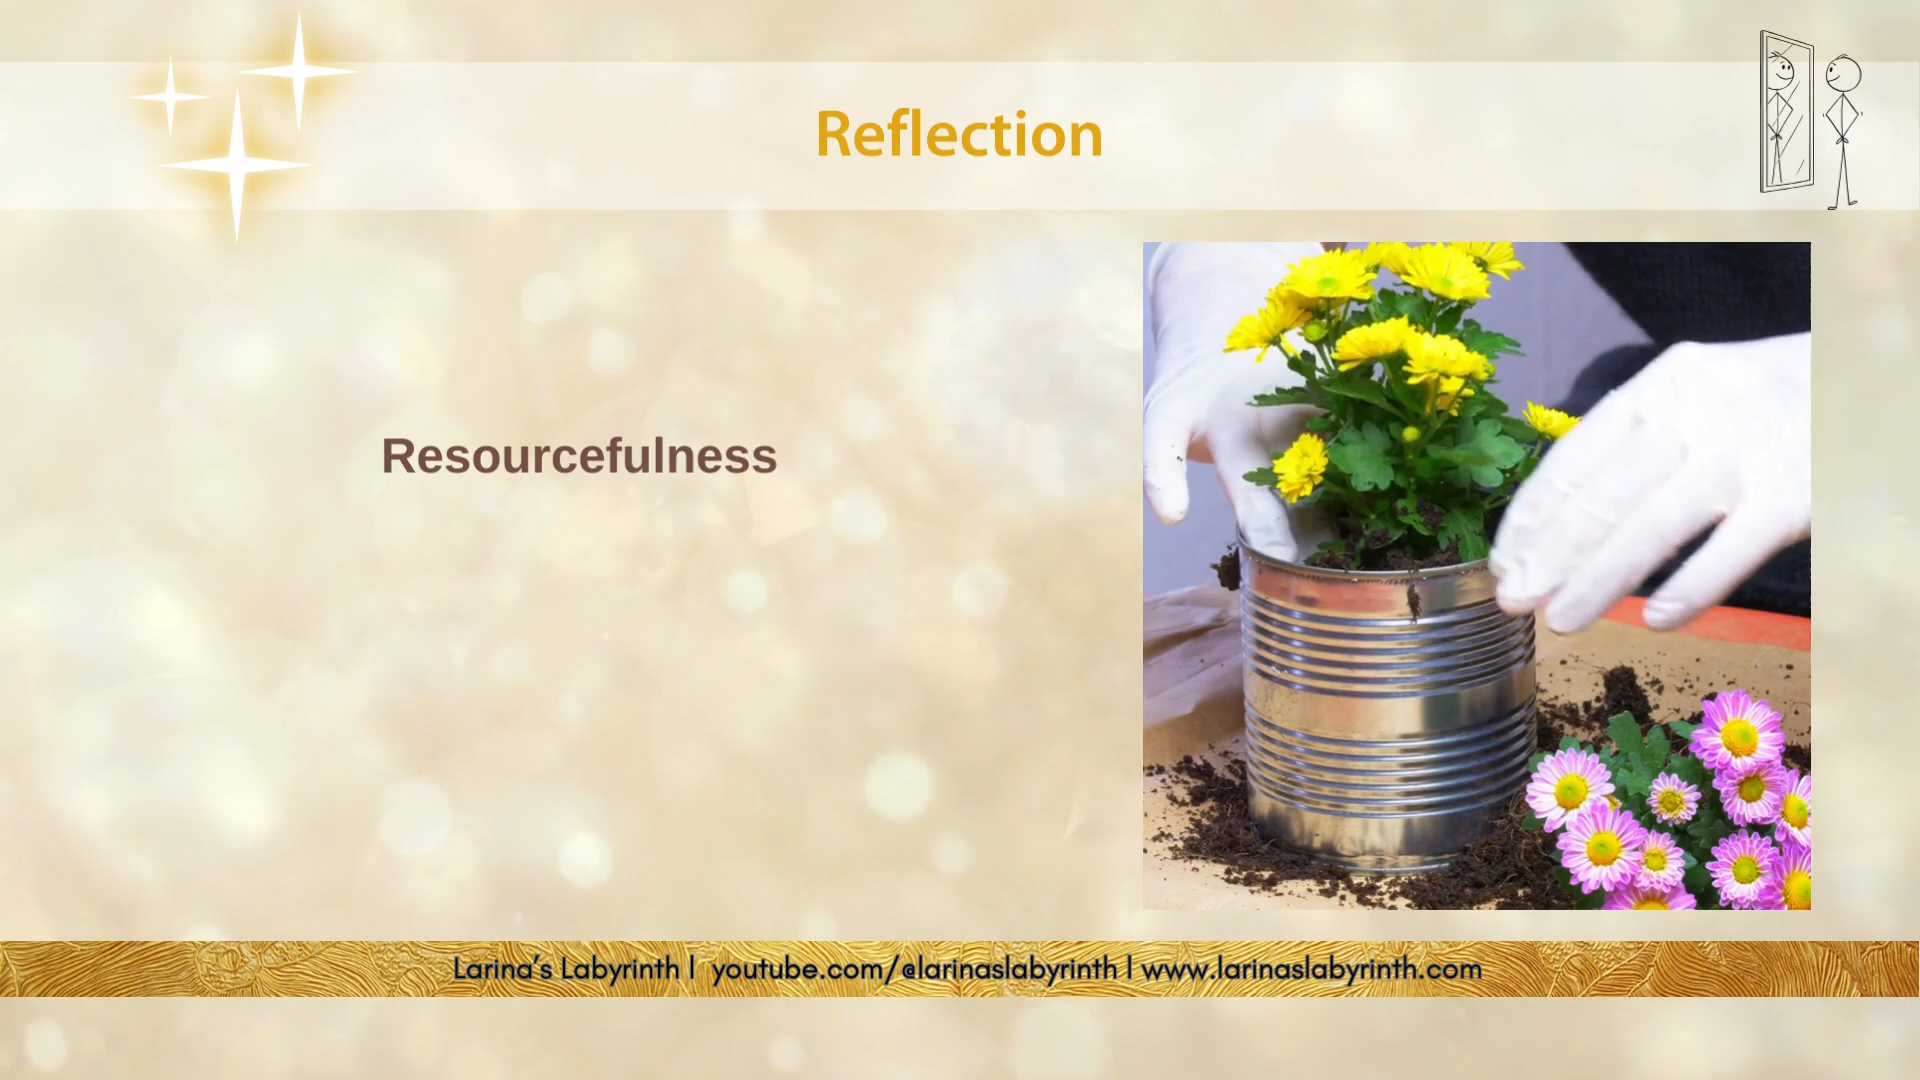 Reflection
Resourcefulness
Larina's Labyrinth | youtube.com/@larinaslabyrinth | www.larinaslabyrinth.com